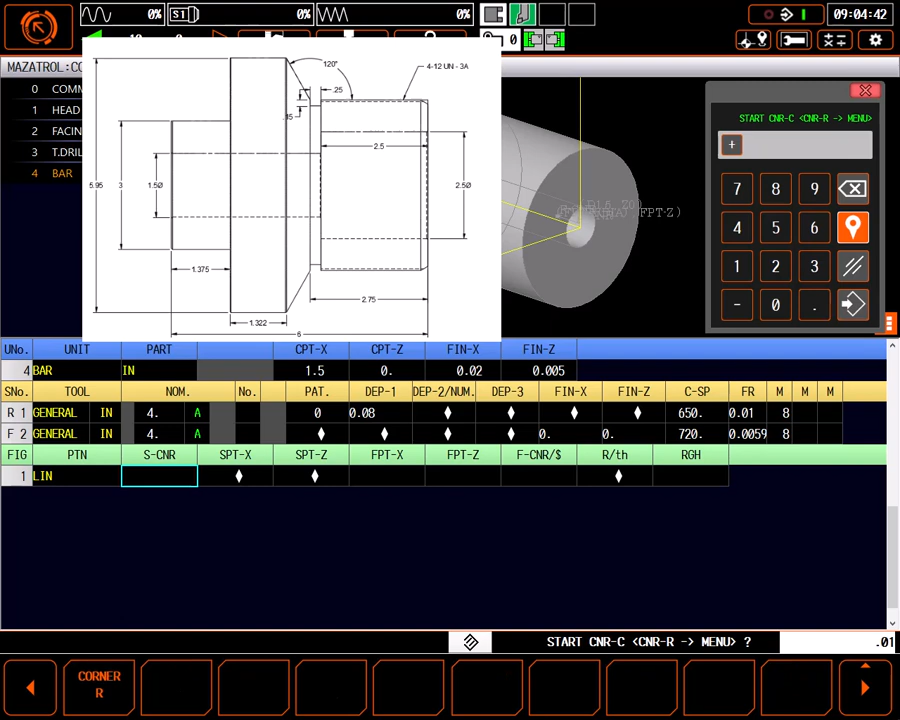 0%
S1
0%
0%
09:04:42
0
MAZATROL:CO
0 COMM
1 HEAD
2 FACIN
3 T.DRIL
4 BAR
120°
4-12 UN - 3A
.25
.15
2.5
5.95
3
1.50
2.50
1.375
2.75
1.322
6
START CNR-C <CNR-R -> MENU>
+
7 8 9
4 5 6
1 2 3
- 0 .
UNo. UNIT PART CPT-X CPT-Z FIN-X FIN-Z
4 BAR IN 1.5 0. 0.02 0.005
SNo. TOOL NOM. No. PAT. DEP-1 DEP-2/NUM. DEP-3 FIN-X FIN-Z C-SP FR M M M
R 1 GENERAL IN 4. A 0 0.08 ♦ ♦ ♦ ♦ 650. 0.01 8
F 2 GENERAL IN 4. A ♦ ♦ ♦ ♦ 0. 0. 720. 0.0059 8
FIG PTN S-CNR SPT-X SPT-Z FPT-X FPT-Z F-CNR/$ R/th RGH
1 LIN ♦ ♦ ♦
START CNR-C <CNR-R -> MENU> ? .01
CORNER
R